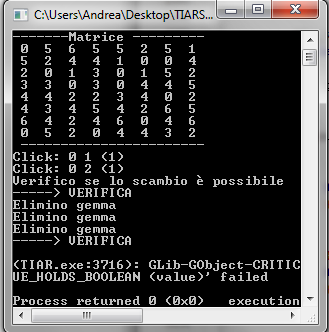 C:\Users\Andrea\Desktop\TIARS...
-------Matrice ----------
0 5 6 5 5 2 5 1
5 2 4 4 1 0 0 4
2 0 1 3 0 1 5 2
3 3 0 3 0 4 4 5
4 4 2 2 3 4 0 2
4 3 4 5 4 2 6 5
6 4 2 4 6 0 4 6
0 5 2 0 4 4 3 2
-------------------------
Click: 0 1 (1)
Click: 0 2 (1)
Verifico se lo scambio è possibile
-----> VERIFICA
Elimino gemma
Elimino gemma
Elimino gemma
-----> VERIFICA
(TIAR.exe:3716): GLib-GObject-CRITIC
UE_HOLDS_BOOLEAN (value)' failed
Process returned 0 (0x0) execution